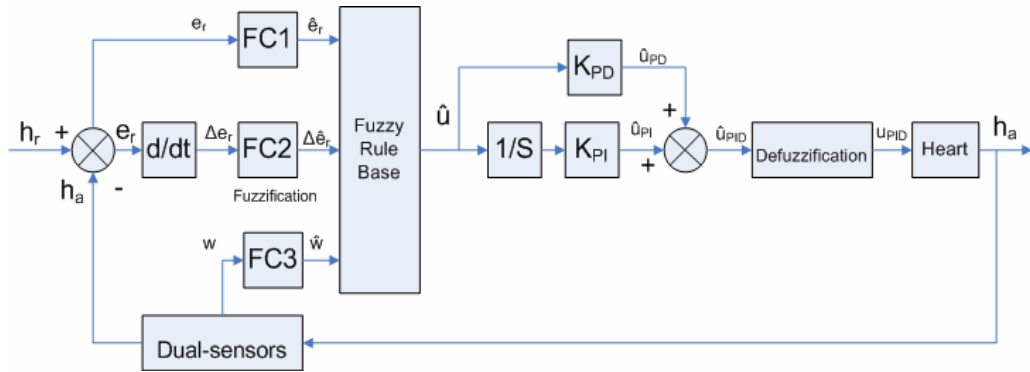 e_r FC1 ê_r
h_r + e_r d/dt Δe_r FC2 Δê_r
h_a -
Fuzzification
w FC3 ŵ
Dual-sensors
Fuzzy
Rule
Base
û
K_PD û_PD
1/S K_PI û_PI
+
+
û_PID Defuzzification u_PID Heart h_a